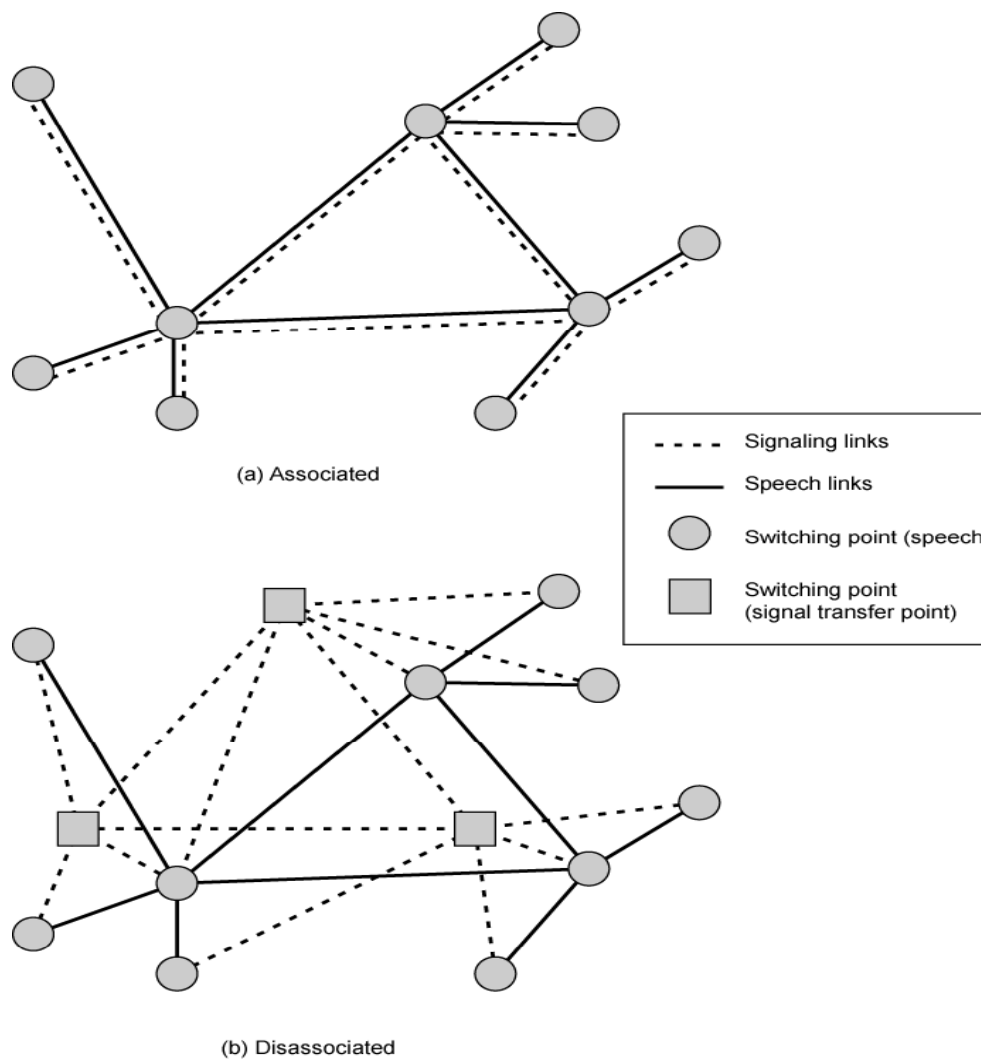 (a) Associated
Signaling links
Speech links
Switching point (speech
Switching point
(signal transfer point)
(b) Disassociated